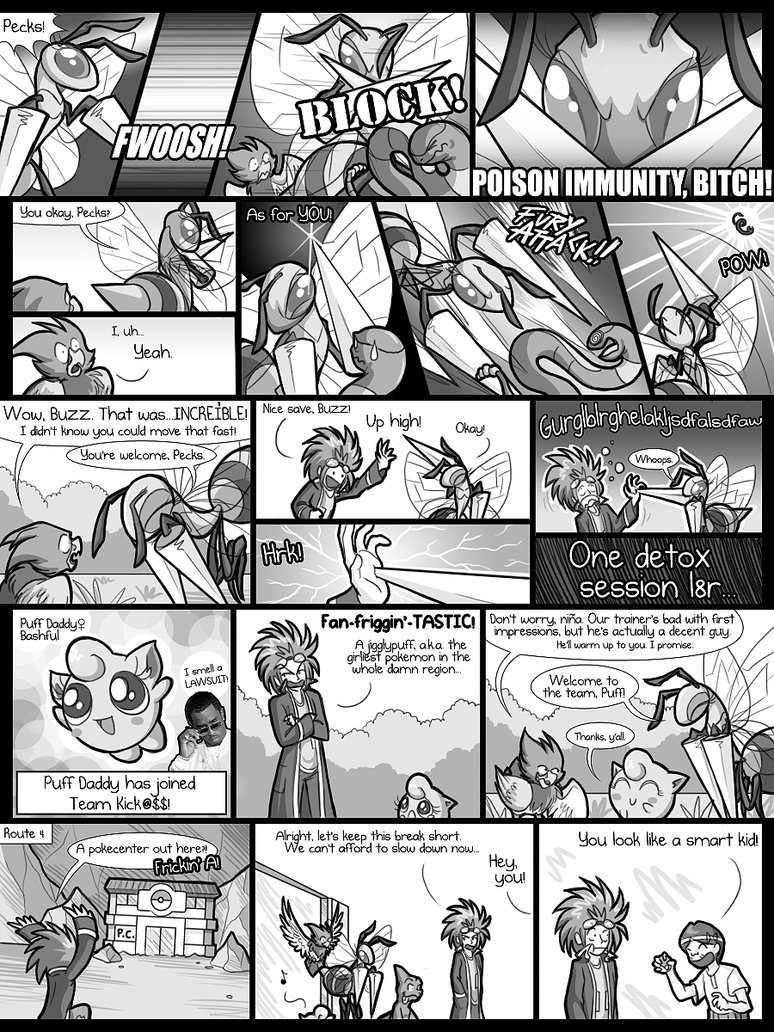 Pecks!
FWOOSH!
BLOCK!
POISON IMMUNITY, BITCH!
You okay, Pecks?
I, uh...
Yeah.
As for YOU!
FURY
ATTACK!!
POW!
Wow, Buzz. That was...INCREÍBLE!
I didn't know you could move that fast!
You're welcome, Pecks.
Nice save, Buzz!
Up high!
Okay!
Hrk!
Gurglblrghelakljsdfalsdfaw
Whoops.
One detox
session l8r...
Puff Daddy♀
Bashful
I smell a
LAWSUIT!
Puff Daddy has joined
Team Kick@$$!
Fan-friggin'-TASTIC!
A jigglypuff, a.k.a. the
girliest pokemon in the
whole damn region...
Don't worry, niña. Our trainer's bad with first
impressions, but he's actually a decent guy.
He'll warm up to you. I promise.
Welcome to
the team, Puff!
Thanks, y'all.
Route 4
A pokecenter out here?!
Frickin' A!
P.C.
Alright, let's keep this break short.
We can't afford to slow down now...
Hey,
you!
You look like a smart kid!